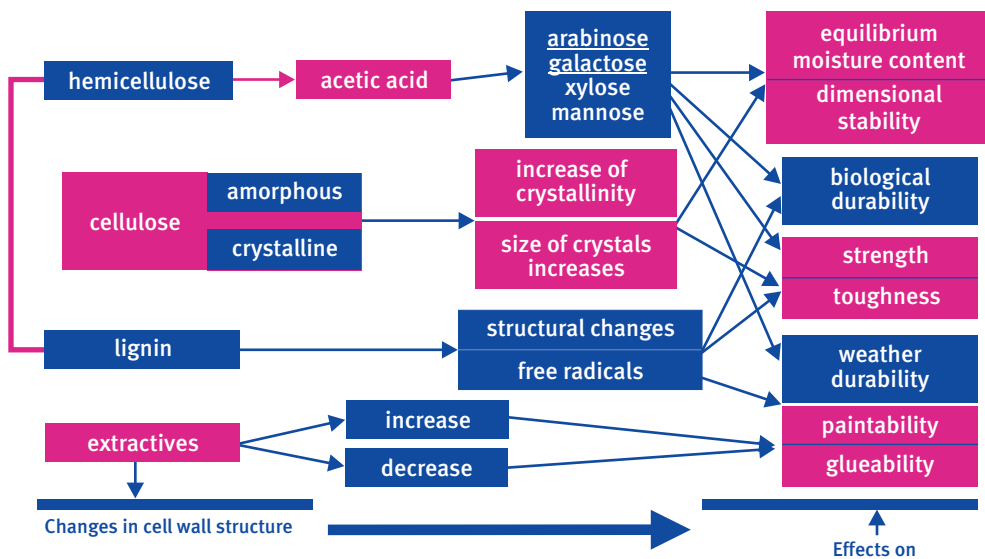 hemicellulose
acetic acid
arabinose
galactose
xylose
mannose
equilibrium
moisture content
dimensional
stability
cellulose
amorphous
crystalline
increase of
crystallinity
size of crystals
increases
biological
durability
strength
toughness
lignin
structural changes
free radicals
weather
durability
extractives
increase
decrease
paintability
glueability
Changes in cell wall structure
Effects on